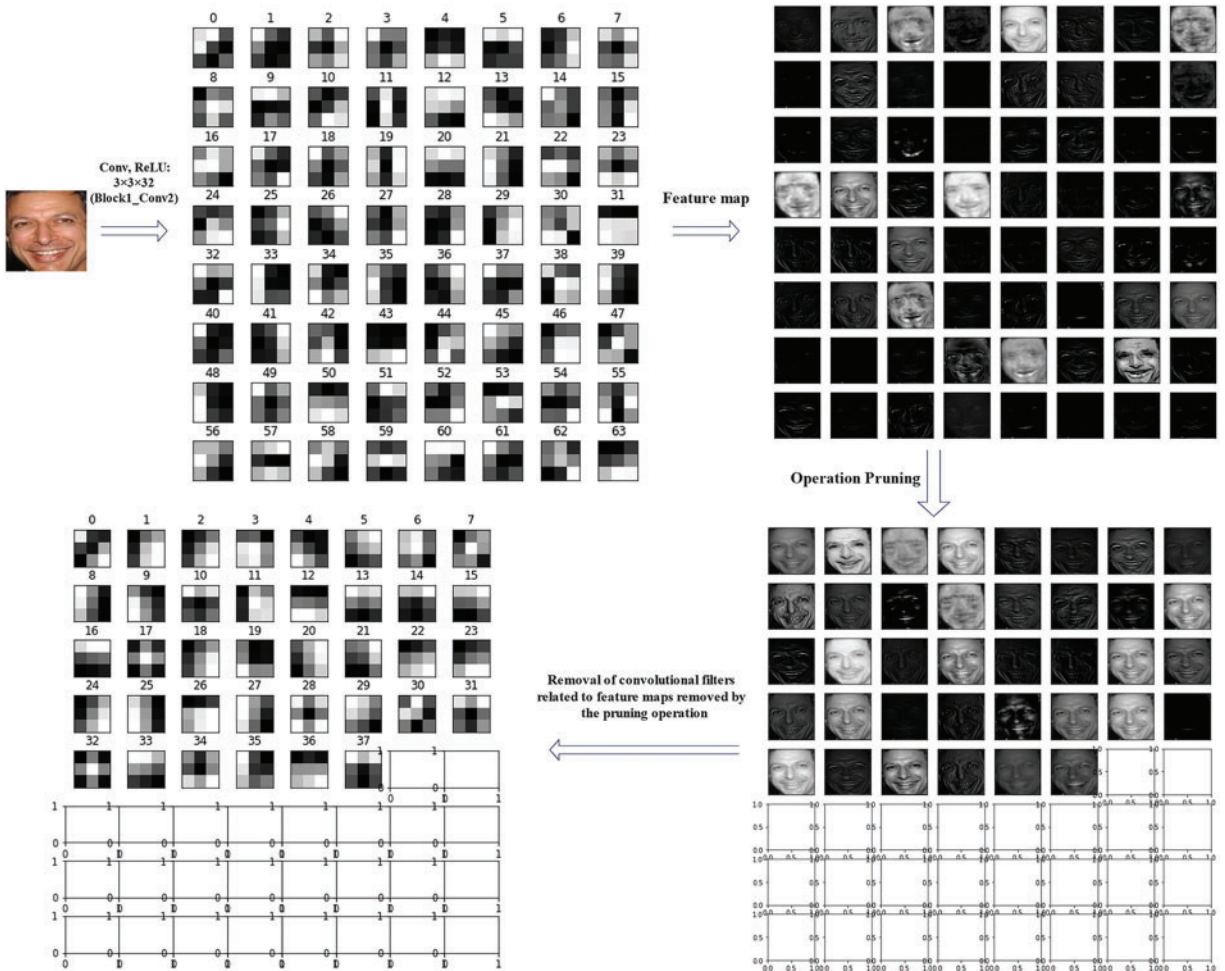 0 1 2 3 4 5 6 7
8 9 10 11 12 13 14 15
16 17 18 19 20 21 22 23
Conv, ReLU:
3×3×32
(Block1_Conv2)
24 25 26 27 28 29 30 31
Feature map
32 33 34 35 36 37 38 39
40 41 42 43 44 45 46 47
48 49 50 51 52 53 54 55
56 57 58 59 60 61 62 63
Operation Pruning
0 1 2 3 4 5 6 7
8 9 10 11 12 13 14 15
16 17 18 19 20 21 22 23
24 25 26 27 28 29 30 31
32 33 34 35 36 37
Removal of convolutional filters
related to feature maps removed by
the pruning operation